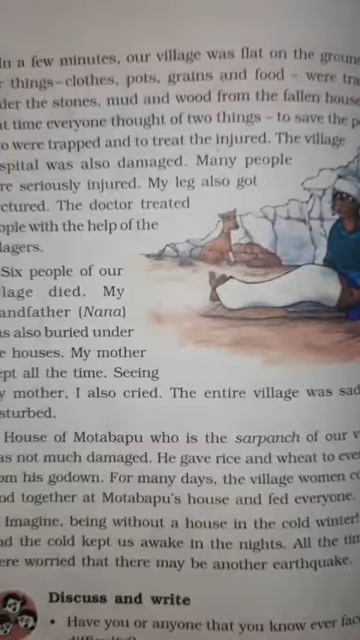 In a few minutes, our village was flat on the ground
things–clothes, pots, grains and food – were
the stones, mud and wood from the fallen
time everyone thought of two things – to save the
were trapped and to treat the injured. The village
spital was also damaged. Many people
re seriously injured. My leg also got
ctured. The doctor treated
ople with the help of the
lagers.
Six people of our
lage died. My
andfather (Nana)
as also buried under
e houses. My mother
ept all the time. Seeing
y mother, I also cried. The entire village was sad
sturbed.
House of Motabapu who is the sarpanch of our v
as not much damaged. He gave rice and wheat to
om his godown. For many days, the village women
od together at Motabapu's house and fed everyone.
Imagine, being without a house in the cold winter!
nd the cold kept us awake in the nights. All the
ere worried that there may be another earthquake.
Discuss and write
• Have you or anyone that you know ever